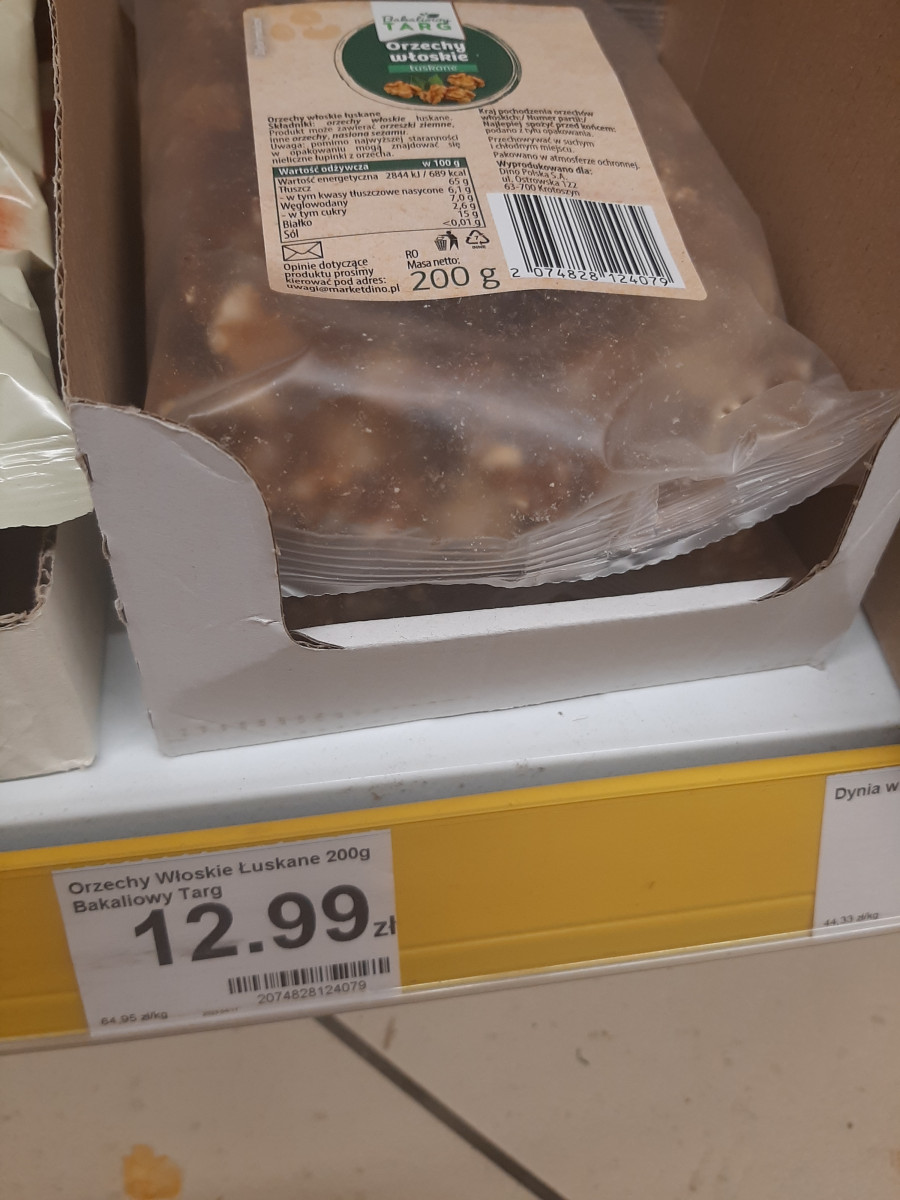 Bakaliowy
TARG
Orzechy
włoskie
łuskane
Orzechy włoskie łuskane
Składniki: orzechy włoskie łuskane.
Produkt może zawierać orzeszki ziemne,
inne orzechy, nasiona sezamu.
Uwaga: pomimo najwyższej staranności
w opakowaniu mogą znajdować się
nieliczne łupinki z orzecha.
Wartość odżywcza w 100 g
Wartość energetyczna 2844 kJ / 689 kcal
Tłuszcz 65 g
- w tym kwasy tłuszczowe nasycone 6,1 g
Węglowodany 7,0 g
- w tym cukry 2,6 g
Białko 15 g
Sól <0,01 g
Opinie dotyczące
produktu prosimy
kierować pod adres:
uwagi@marketdino.pl
RO
Masa netto:
200 g
Kraj pochodzenia orzechów
włoskich/ Numer partii/
Najlepiej spożyć przed końcem:
podano z tyłu opakowania.
Przechowywać w suchym
i chłodnym miejscu.
Pakowano w atmosferze ochronnej.
Wyprodukowano dla:
Dino Polska S.A.
ul. Ostrowska 122
63-700 Krotoszyn
2 074828 124079
Orzechy Włoskie Łuskane 200g
Bakaliowy Targ
12.99 zł
2074828124079
64.95 zł/kg
Dynia w
44.33 zł/kg